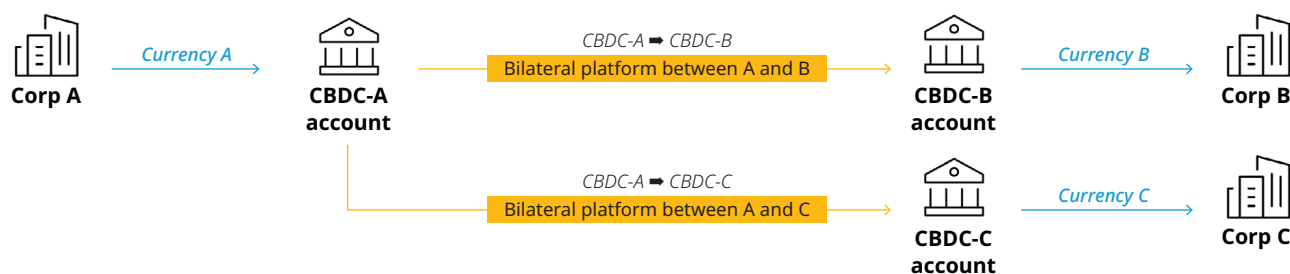 CBDC-A ➡ CBDC-B
Currency A
Bilateral platform between A and B
Currency B
Corp A
CBDC-A
account
CBDC-B
account
Corp B
CBDC-A ➡ CBDC-C
Bilateral platform between A and C
Currency C
CBDC-C
account
Corp C